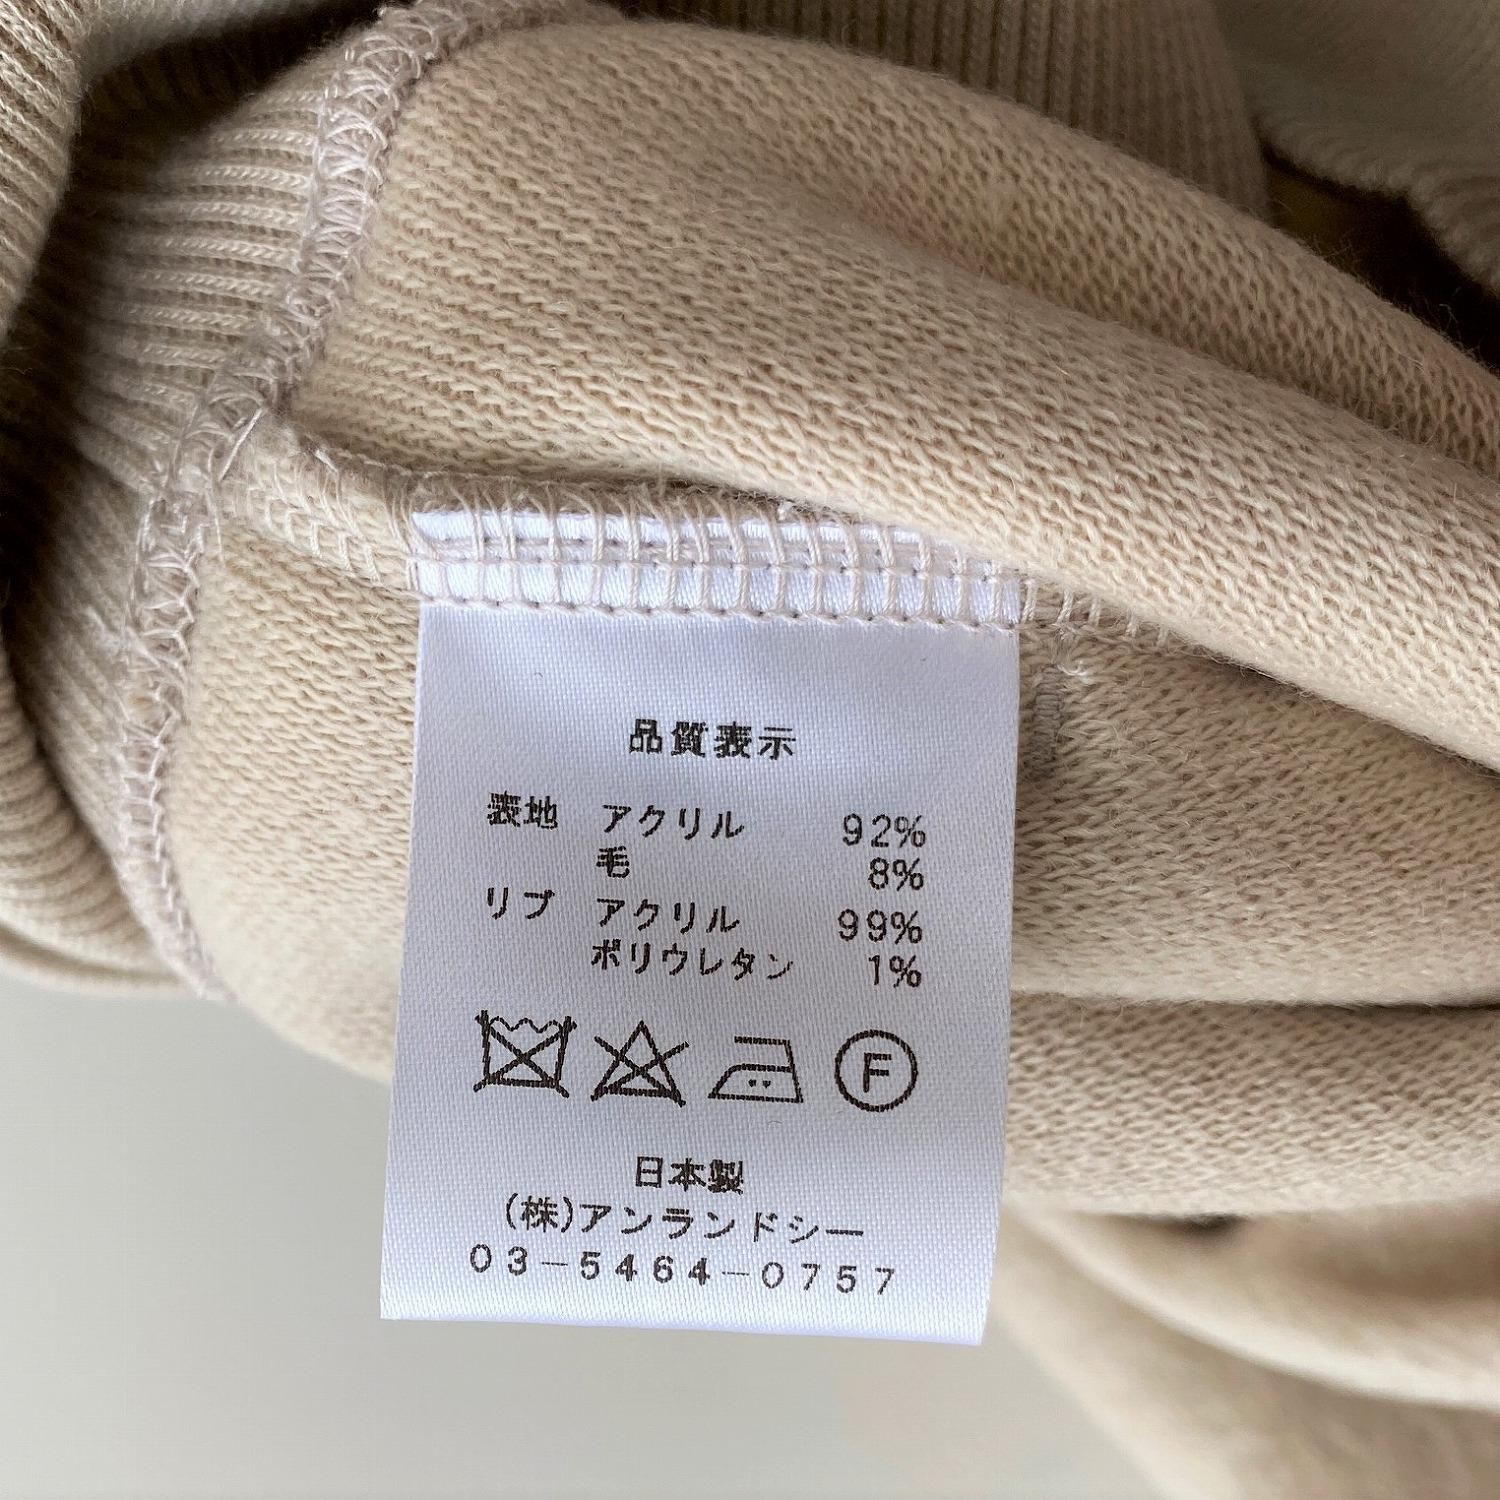 品質表示
表地 アクリル 92%
毛 8%
リブ アクリル 99%
ポリウレタン 1%
F
日本製
(株)アンランドシー
03-5464-0757